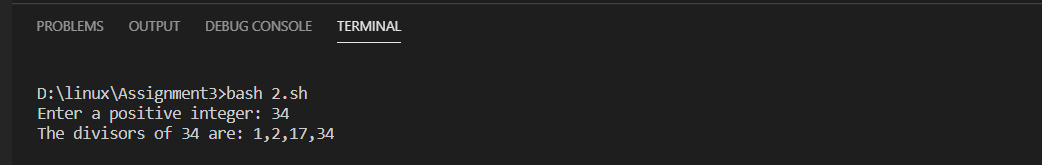 PROBLEMS OUTPUT DEBUG CONSOLE TERMINAL
D:\linux\Assignment3>bash 2.sh
Enter a positive integer: 34
The divisors of 34 are: 1,2,17,34